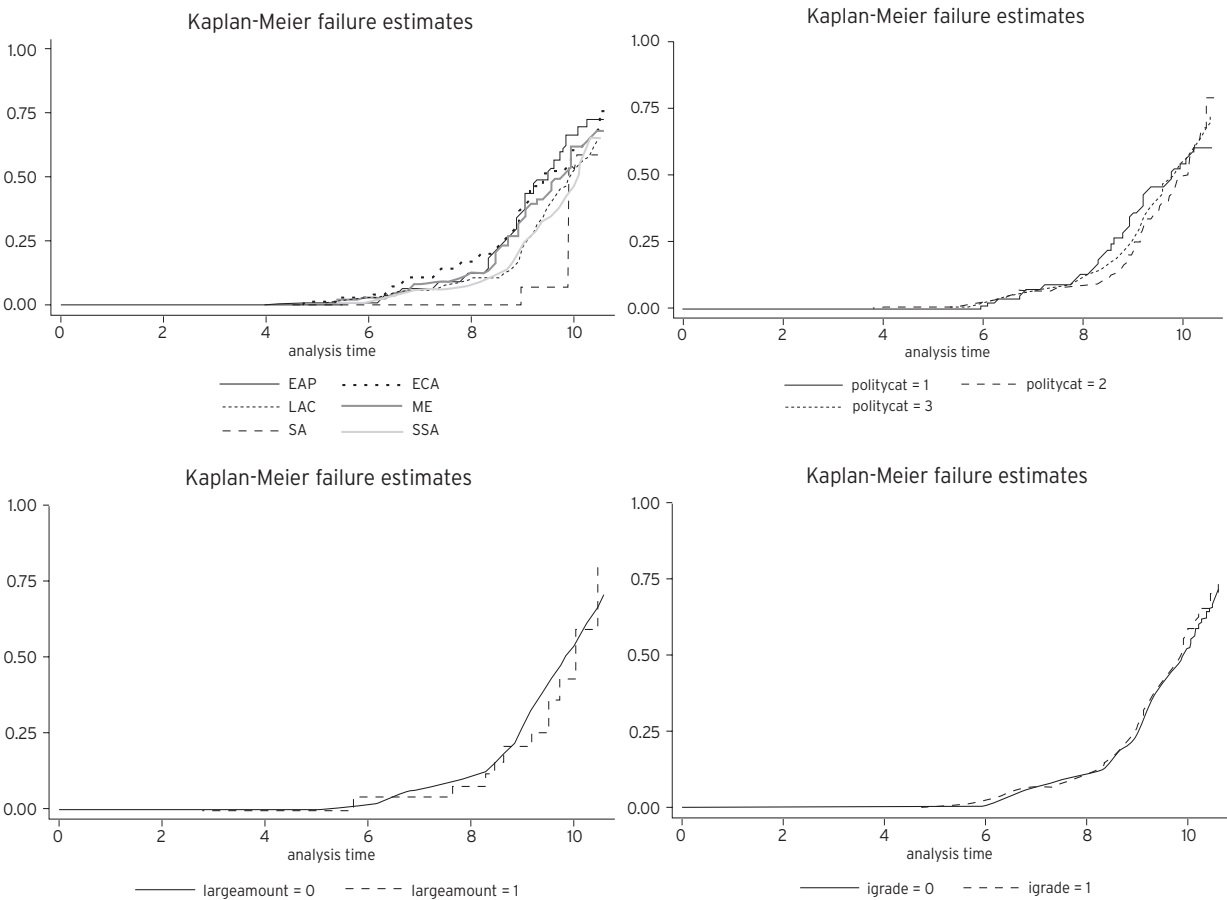 Kaplan-Meier failure estimates
1.00
0.75
0.50
0.25
0.00
0 2 4 6 8 10
analysis time
EAP ECA
LAC ME
SA SSA
Kaplan-Meier failure estimates
1.00
0.75
0.50
0.25
0.00
0 2 4 6 8 10
analysis time
politycat = 1 politycat = 2
politycat = 3
Kaplan-Meier failure estimates
1.00
0.75
0.50
0.25
0.00
0 2 4 6 8 10
analysis time
largeamount = 0 largeamount = 1
Kaplan-Meier failure estimates
1.00
0.75
0.50
0.25
0.00
0 2 4 6 8 10
analysis time
igrade = 0 igrade = 1